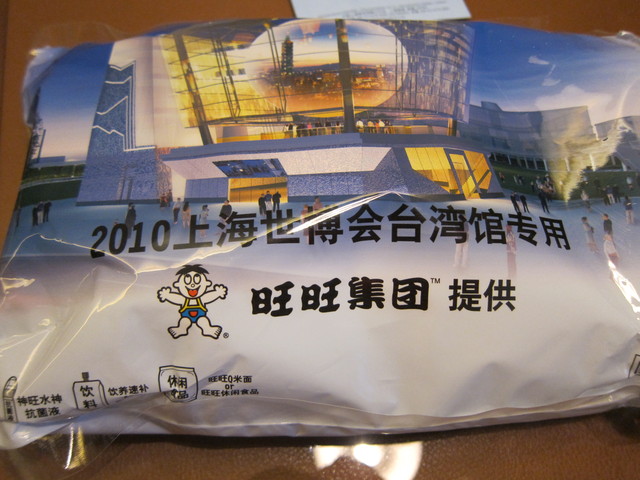 2010上海世博会台湾馆专用
旺旺集团™ 提供
®
神旺水神
抗菌液
饮料
饮养速补
休闲食品
旺旺Q米面
or
旺旺休闲食品